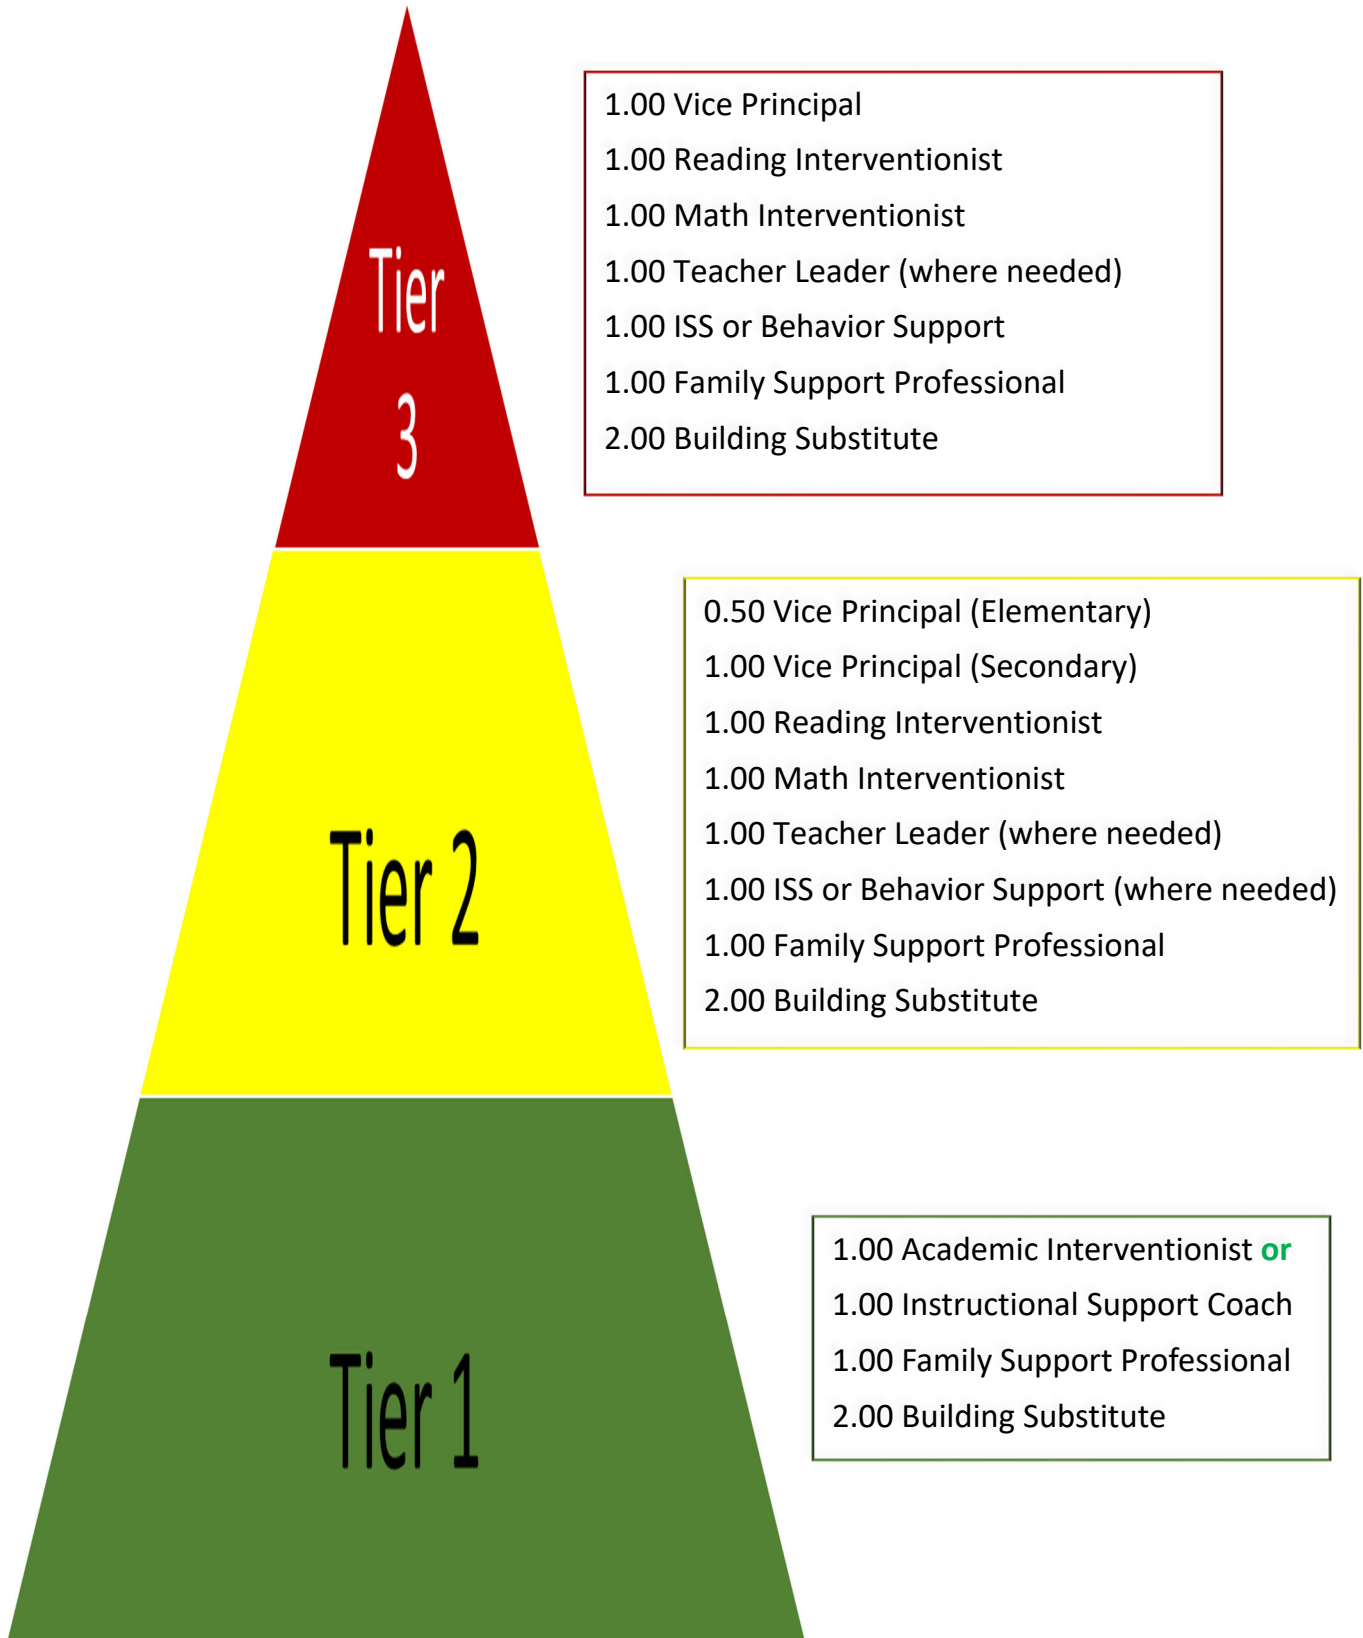 Tier
3
1.00 Vice Principal
1.00 Reading Interventionist
1.00 Math Interventionist
1.00 Teacher Leader (where needed)
1.00 ISS or Behavior Support
1.00 Family Support Professional
2.00 Building Substitute
Tier 2
0.50 Vice Principal (Elementary)
1.00 Vice Principal (Secondary)
1.00 Reading Interventionist
1.00 Math Interventionist
1.00 Teacher Leader (where needed)
1.00 ISS or Behavior Support (where needed)
1.00 Family Support Professional
2.00 Building Substitute
Tier 1
1.00 Academic Interventionist or
1.00 Instructional Support Coach
1.00 Family Support Professional
2.00 Building Substitute